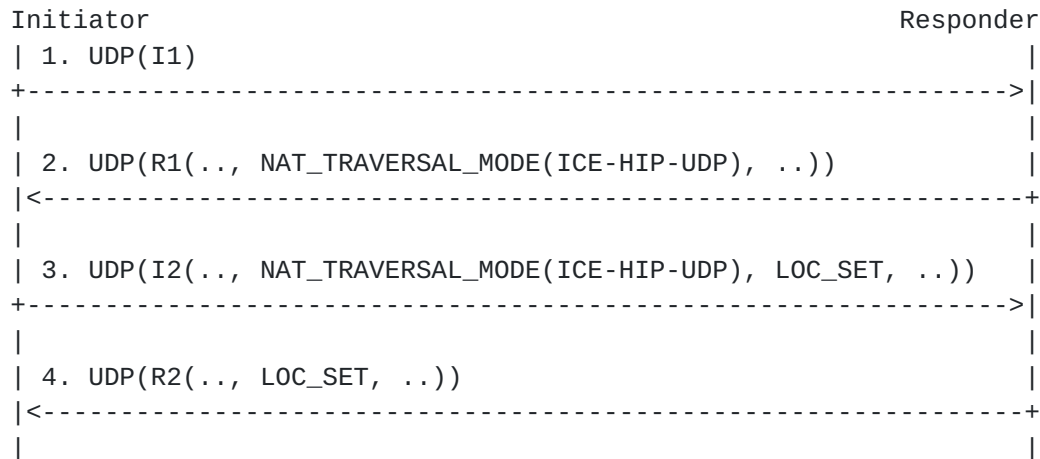 Initiator                                                Responder
| 1. UDP(I1)                                                      |
+--------------------------------------------------------------->|
|                                                                 |
| 2. UDP(R1(.., NAT_TRAVERSAL_MODE(ICE-HIP-UDP), ..))             |
|<----------------------------------------------------------------+
|                                                                 |
| 3. UDP(I2(.., NAT_TRAVERSAL_MODE(ICE-HIP-UDP), LOC_SET, ..))    |
+--------------------------------------------------------------->|
|                                                                 |
| 4. UDP(R2(.., LOC_SET, ..))                                     |
|<----------------------------------------------------------------+
|                                                                 |